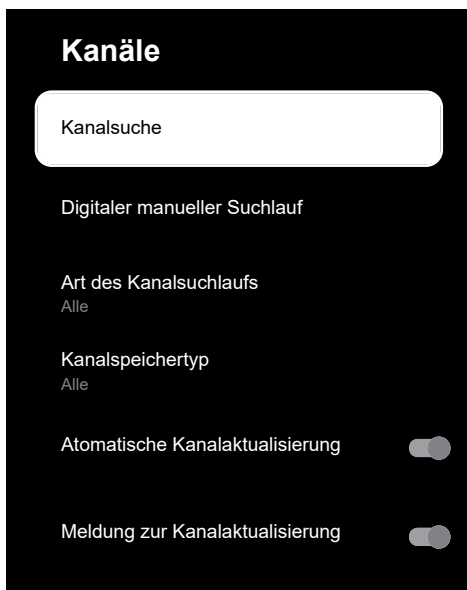 Kanäle
Kanalsuche
Digitaler manueller Suchlauf
Art des Kanalsuchlaufs
Alle
Kanalspeichertyp
Alle
Atomatische Kanalaktualisierung
Meldung zur Kanalaktualisierung